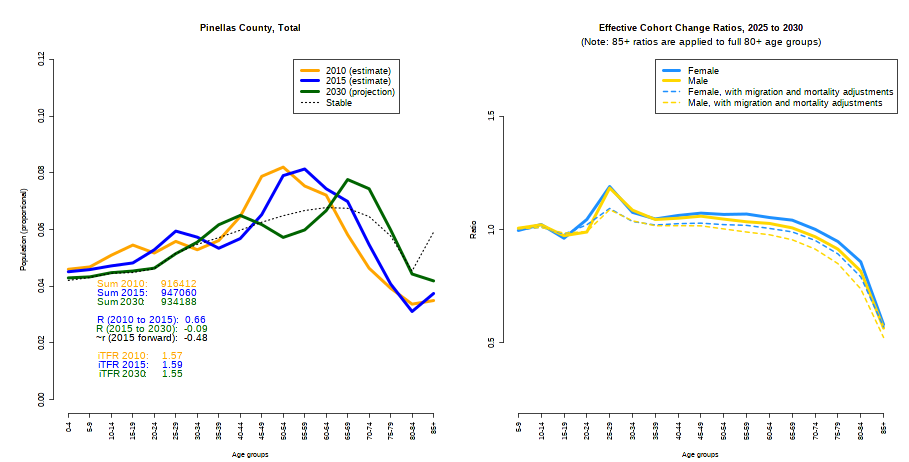 Pinellas County, Total
Population (proportional)
0.12
0.10
0.08
0.06
0.04
0.02
0.00
2010 (estimate)
2015 (estimate)
2030 (projection)
Stable
Sum 2010: 916412
Sum 2015: 947060
Sum 2030: 934188
R (2010 to 2015): 0.66
R (2015 to 2030): -0.09
~r (2015 forward): -0.48
iTFR 2010: 1.57
iTFR 2015: 1.59
iTFR 2030: 1.55
0-4 5-9 10-14 15-19 20-24 25-29 30-34 35-39 40-44 45-49 50-54 55-59 60-64 65-69 70-74 75-79 80-84 85+
Age groups
Effective Cohort Change Ratios, 2025 to 2030
(Note: 85+ ratios are applied to full 80+ age groups)
Ratio
1.5
1.0
0.5
Female
Male
Female, with migration and mortality adjustments
Male, with migration and mortality adjustments
5-9 10-14 15-19 20-24 25-29 30-34 35-39 40-44 45-49 50-54 55-59 60-64 65-69 70-74 75-79 80-84 85+
Age groups